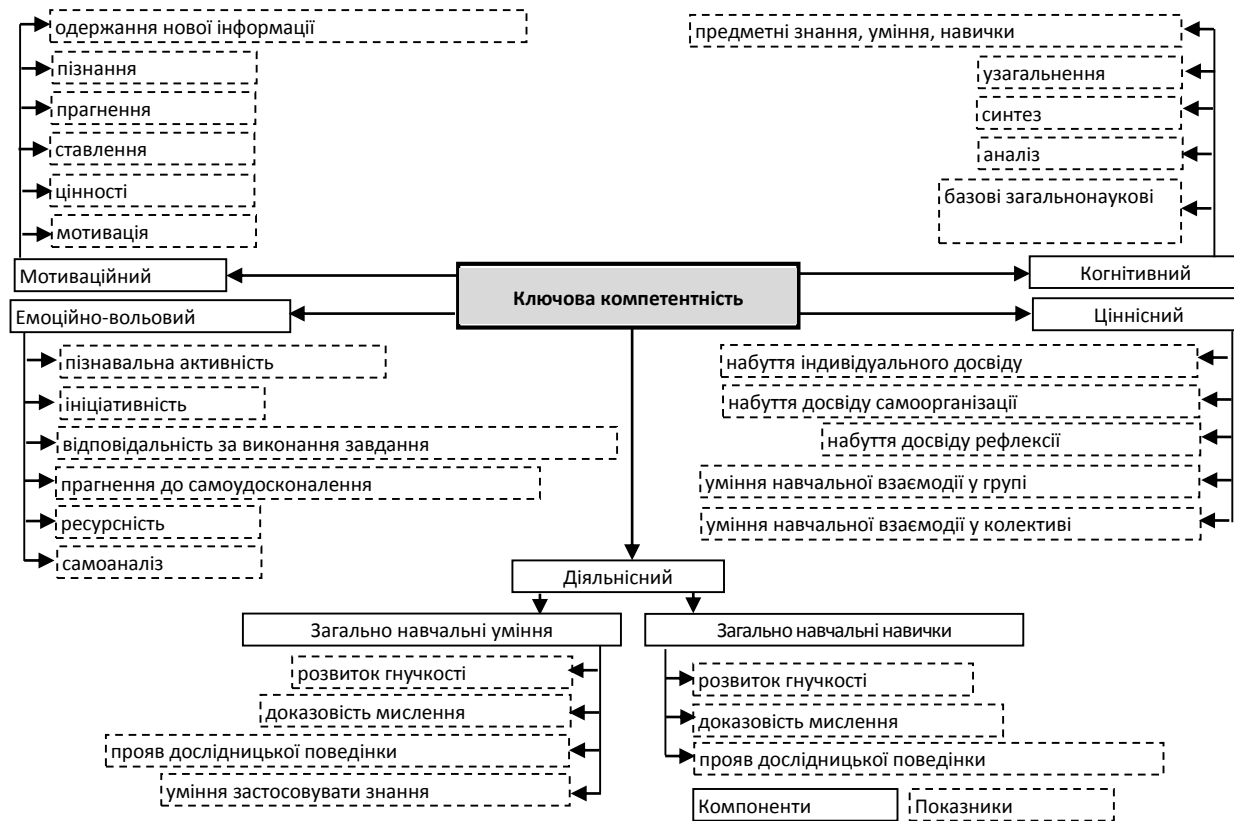 одержання нової інформації
пізнання
прагнення
ставлення
цінності
мотивація
Мотиваційний
предметні знання, уміння, навички
узагальнення
синтез
аналіз
базові загальнонаукові
Когнітивний
Ключова компетентність
Емоційно-вольовий
пізнавальна активність
ініціативність
відповідальність за виконання завдання
прагнення до самоудосконалення
ресурсність
самоаналіз
Ціннісний
набуття індивідуального досвіду
набуття досвіду самоорганізації
набуття досвіду рефлексії
уміння навчальної взаємодії у групі
уміння навчальної взаємодії у колективі
Діяльнісний
Загально навчальні уміння
розвиток гнучкості
доказовість мислення
прояв дослідницької поведінки
уміння застосовувати знання
Загально навчальні навички
розвиток гнучкості
доказовість мислення
прояв дослідницької поведінки
Компоненти
Показники